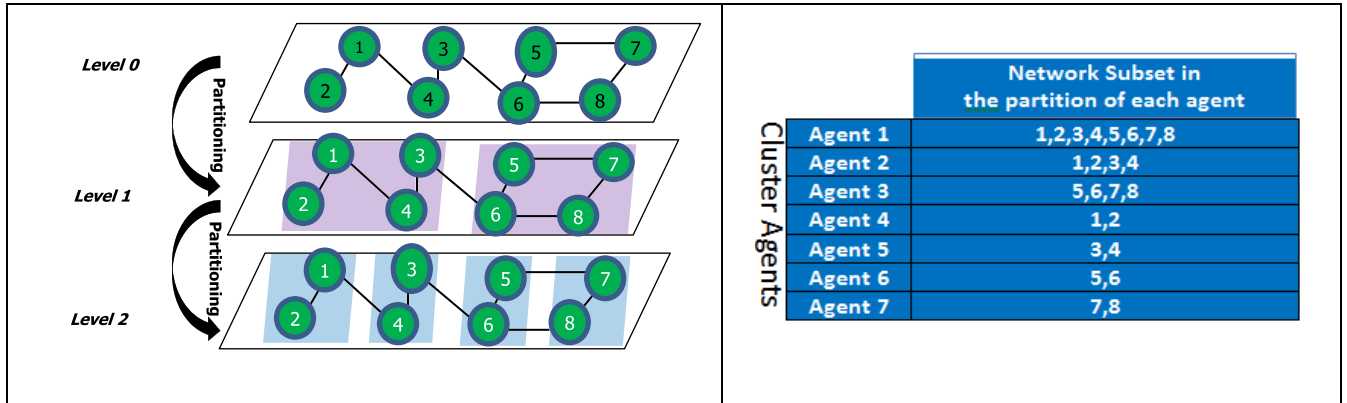 Level 0
1
3
5
7
2
4
6
8
Partitioning
Level 1
1
3
5
7
2
4
6
8
Partitioning
Level 2
1
3
5
7
2
4
6
8
Network Subset in
the partition of each agent
Cluster Agents
Agent 1 1,2,3,4,5,6,7,8
Agent 2 1,2,3,4
Agent 3 5,6,7,8
Agent 4 1,2
Agent 5 3,4
Agent 6 5,6
Agent 7 7,8